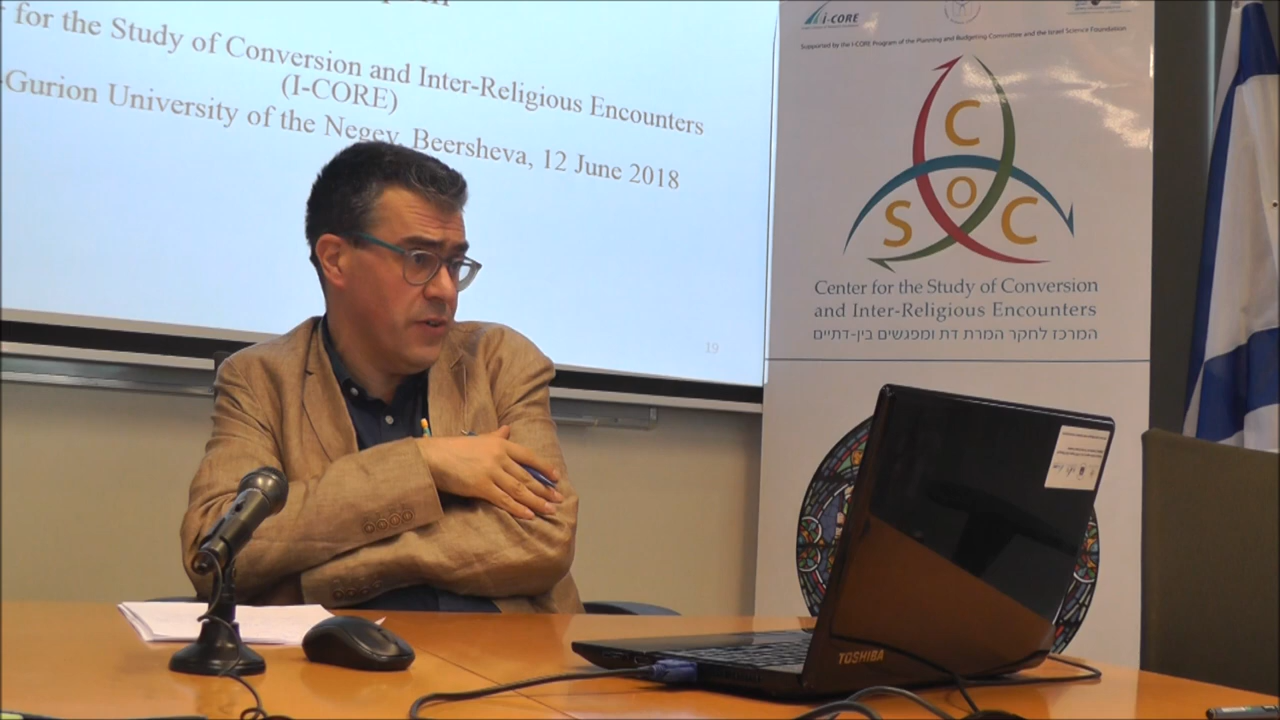 for the Study of Conversion and Inter-Religious Encounters
(I-CORE)
-Gurion University of the Negev, Beersheva, 12 June 2018
19
i-CORE
Supported by the I-CORE Program of the Planning and Budgeting Committee and the Israel Science Foundation
C
S O C
Center for the Study of Conversion
and Inter-Religious Encounters
המרכז לחקר המרת דת ומפגשים בין-דתיים
TOSHIBA